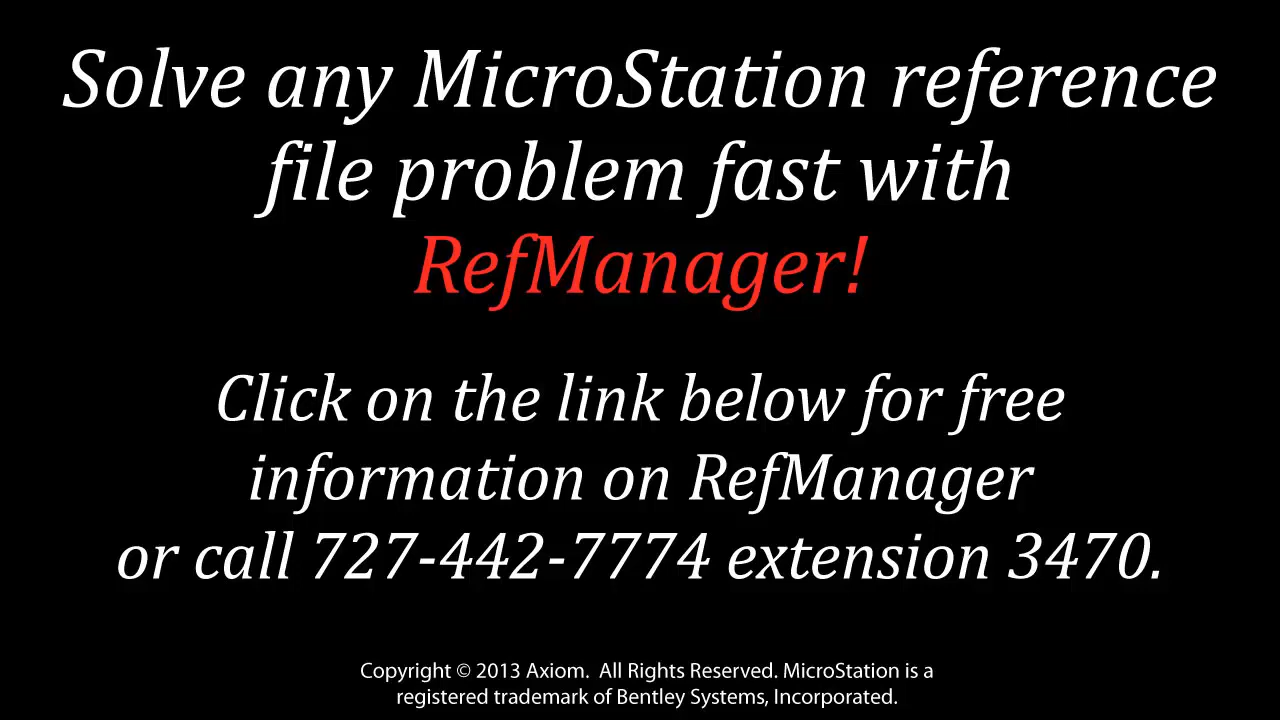 Solve any MicroStation reference
file problem fast with
RefManager!
Click on the link below for free
information on RefManager
or call 727-442-7774 extension 3470.
Copyright © 2013 Axiom.  All Rights Reserved. MicroStation is a
registered trademark of Bentley Systems, Incorporated.